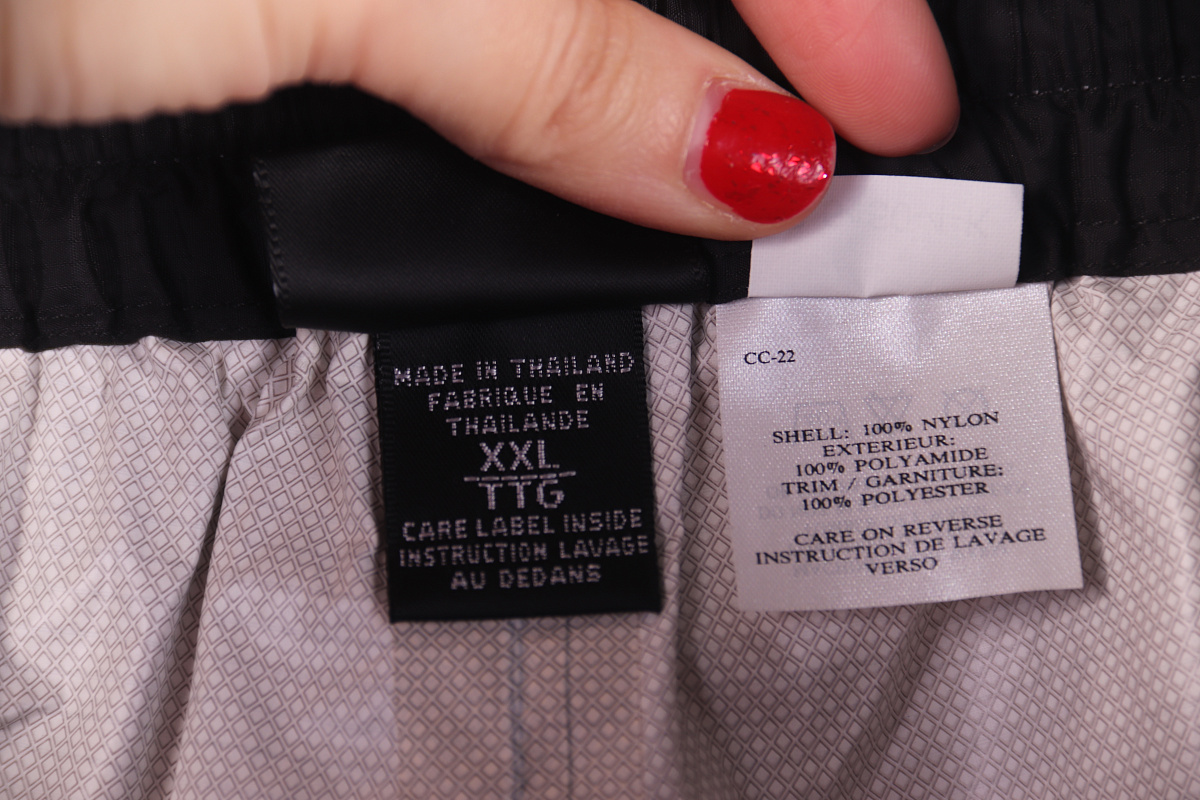 MADE IN THAILAND
FABRIQUE EN
THAILANDE
XXL
TTG
CARE LABEL INSIDE
INSTRUCTION LAVAGE
AU DEDANS
CC-22
SHELL: 100% NYLON
EXTERIEUR:
100% POLYAMIDE
TRIM / GARNITURE:
100% POLYESTER
CARE ON REVERSE
INSTRUCTION DE LAVAGE
VERSO